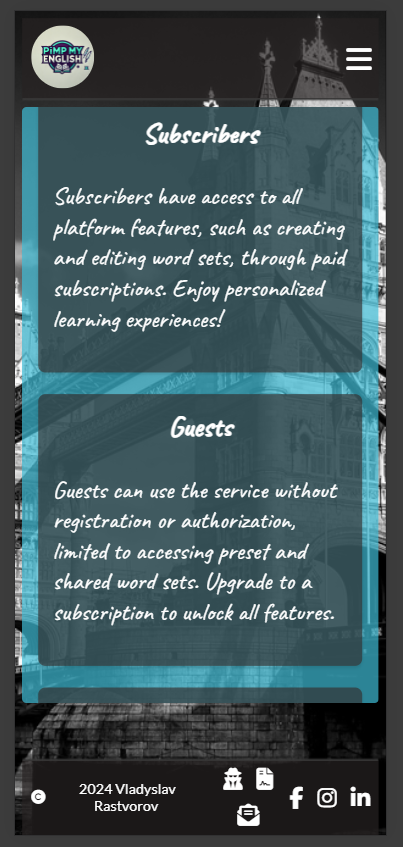 PIMP MY
ENGLISH
Subscribers
Subscribers have access to all
platform features, such as creating
and editing word sets, through paid
subscriptions. Enjoy personalized
learning experiences!
Guests
Guests can use the service without
registration or authorization,
limited to accessing preset and
shared word sets. Upgrade to a
subscription to unlock all features.
© 2024 Vladyslav
Rastvorov